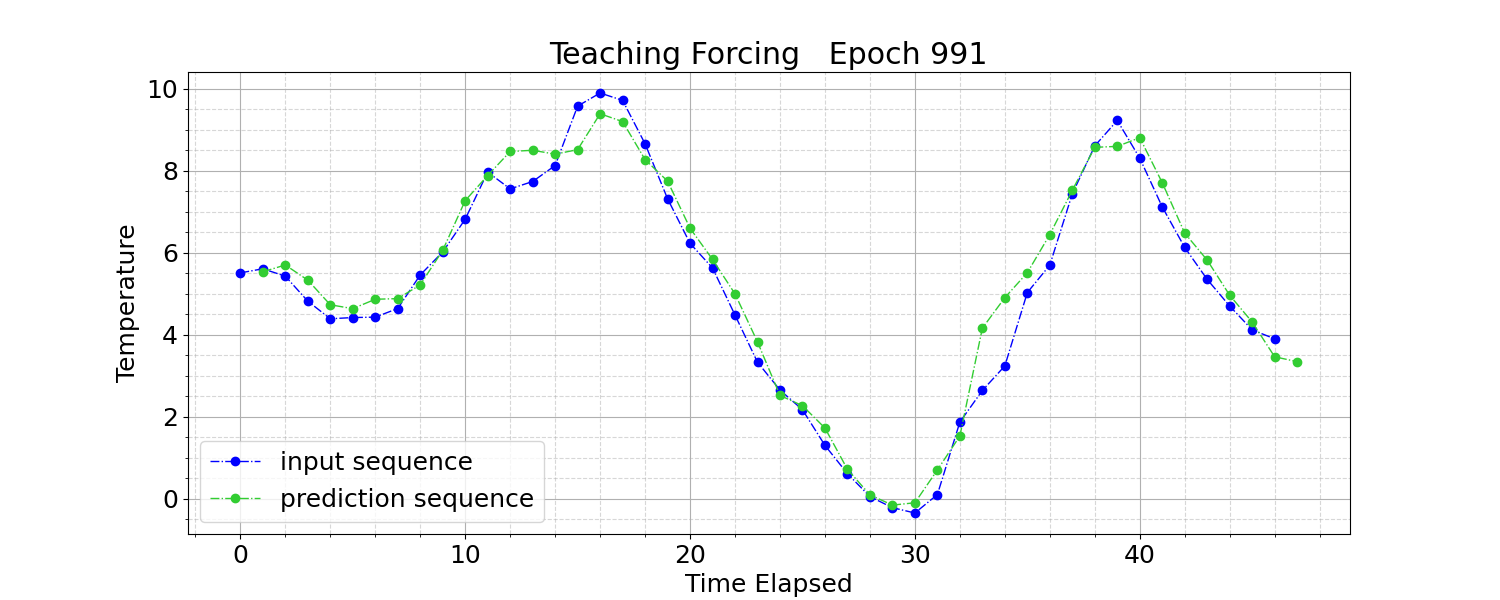 Teaching Forcing   Epoch 991
10
8
6
4
2
0
Temperature
input sequence
prediction sequence
0 10 20 30 40
Time Elapsed